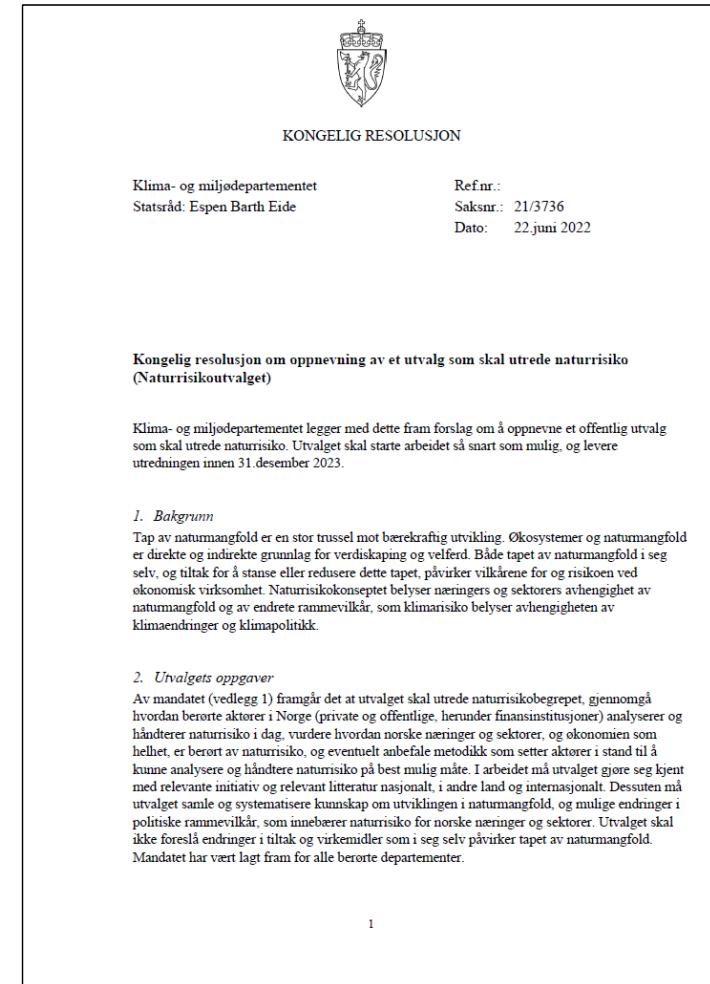 KONGELIG RESOLUSJON
Klima- og miljødepartementet
Statsråd: Espen Barth Eide
Ref.nr.:
Saksnr.: 21/3736
Dato: 22.juni 2022
Kongelig resolusjon om oppnevning av et utvalg som skal utrede naturrisiko
(Naturrisikoutvalget)
Klima- og miljødepartementet legger med dette fram forslag om å oppnevne et offentlig utvalg
som skal utrede naturrisiko. Utvalget skal starte arbeidet så snart som mulig, og levere
utredningen innen 31.desember 2023.
1. Bakgrunn
Tap av naturmangfold er en stor trussel mot bærekraftig utvikling. Økosystemer og naturmangfold
er direkte og indirekte grunnlag for verdiskaping og velferd. Både tapet av naturmangfold i seg
selv, og tiltak for å stanse eller redusere dette tapet, påvirker vilkårene for og risikoen ved
økonomisk virksomhet. Naturrisikokonseptet belyser næringers og sektorers avhengighet av
naturmangfold og av endrete rammevilkår, som klimarisiko belyser avhengigheten av
klimaendringer og klimapolitikk.
2. Utvalgets oppgaver
Av mandatet (vedlegg 1) framgår det at utvalget skal utrede naturrisikobegrepet, gjennomgå
hvordan berørte aktører i Norge (private og offentlige, herunder finansinstitusjoner) analyserer og
håndterer naturrisiko i dag, vurdere hvordan norske næringer og sektorer, og økonomien som
helhet, er berørt av naturrisiko, og eventuelt anbefale metodikk som setter aktører i stand til å
kunne analysere og håndtere naturrisiko på best mulig måte. I arbeidet må utvalget gjøre seg kjent
med relevante initiativ og relevant litteratur nasjonalt, i andre land og internasjonalt. Dessuten må
utvalget samle og systematisere kunnskap om utviklingen i naturmangfold, og mulige endringer i
politiske rammevilkår, som innebærer naturrisiko for norske næringer og sektorer. Utvalget skal
ikke foreslå endringer i tiltak og virkemidler som i seg selv påvirker tapet av naturmangfold.
Mandatet har vært lagt fram for alle berørte departementer.
1